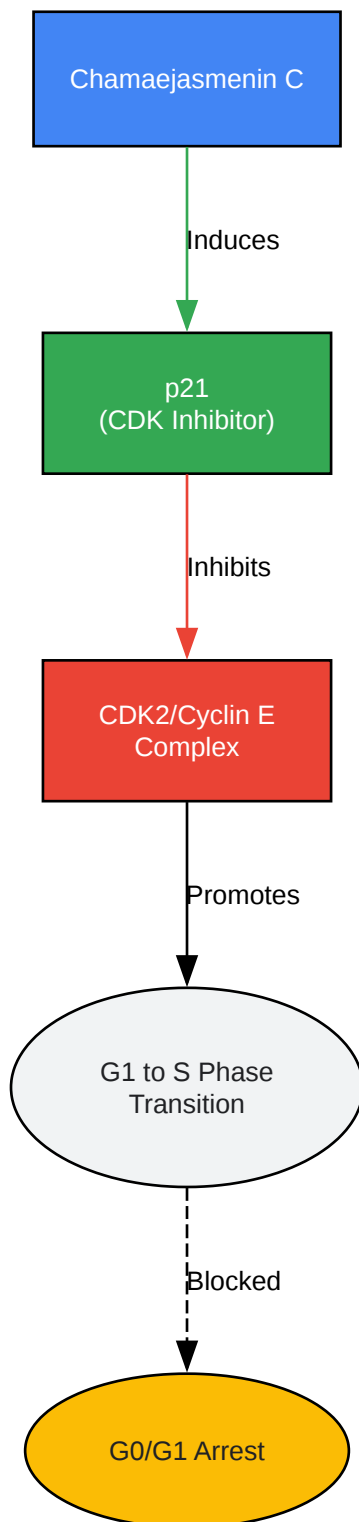 Chamaejasmenin C
Induces
p21
(CDK Inhibitor)
Inhibits
CDK2/Cyclin E
Complex
Promotes
G1 to S Phase
Transition
Blocked
G0/G1 Arrest